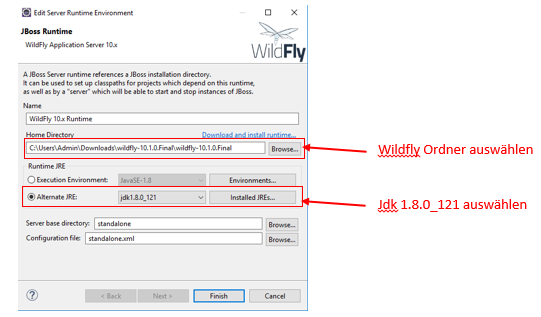 Edit Server Runtime Environment
JBoss Runtime
WildFly Application Server 10.x
WildFly
A JBoss Server runtime references a JBoss installation directory.
It can be used to set up classpaths for projects which depend on this runtime,
as well as by a "server" which will be able to start and stop instances of JBoss.
Name
WildFly 10.x Runtime
Home Directory Download and install runtime...
C:\Users\Admin\Downloads\wildfly-10.1.0.Final\wildfly-10.1.0.Final Browse...
Wildfly Ordner auswählen
Runtime JRE
Execution Environment: JavaSE-1.8 Environments...
Alternate JRE: jdk1.8.0_121 Installed JREs...
Jdk 1.8.0_121 auswählen
Server base directory: standalone Browse...
Configuration file: standalone.xml Browse...
? < Back Next > Finish Cancel